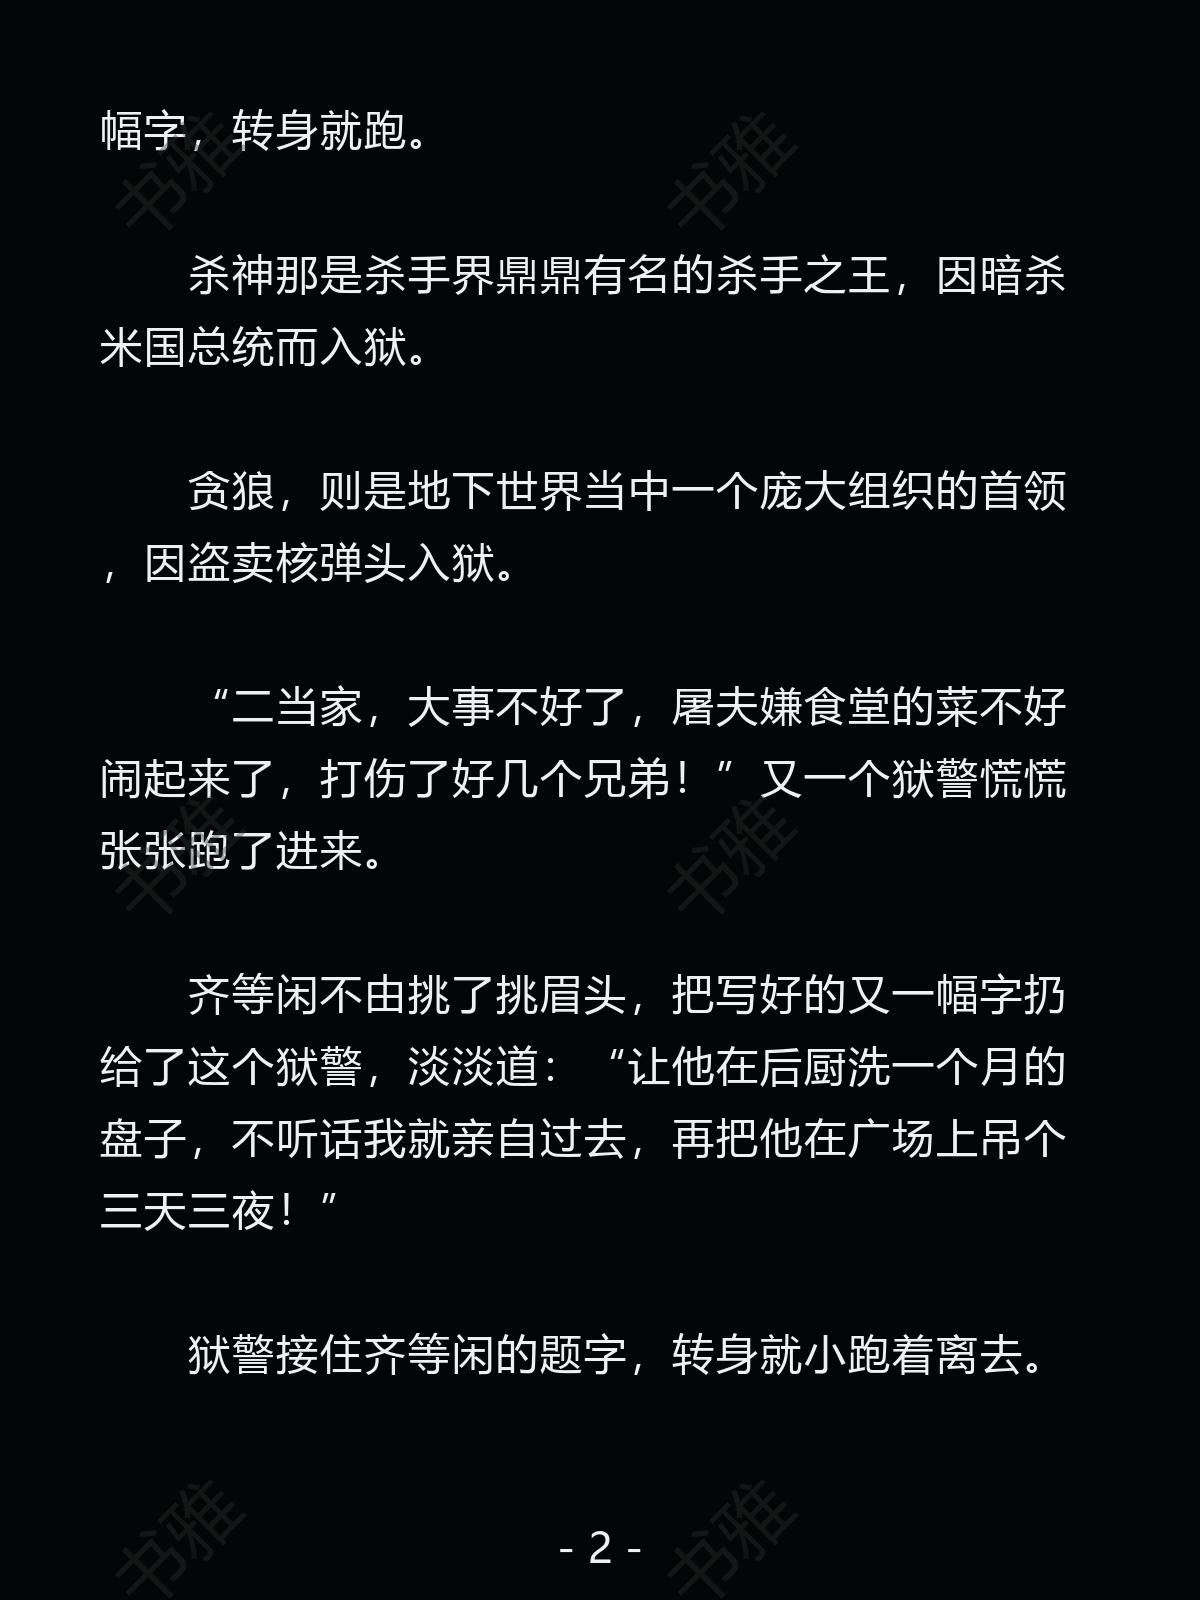 幅字，转身就跑。
杀神那是杀手界鼎鼎有名的杀手之王，因暗杀
米国总统而入狱。
贪狼，则是地下世界当中一个庞大组织的首领
，因盗卖核弹头入狱。
“二当家，大事不好了，屠夫嫌食堂的菜不好
闹起来了，打伤了好几个兄弟！”又一个狱警慌慌
张张跑了进来。
齐等闲不由挑了挑眉头，把写好的又一幅字扔
给了这个狱警，淡淡道：“让他在后厨洗一个月的
盘子，不听话我就亲自过去，再把他在广场上吊个
三天三夜！”
狱警接住齐等闲的题字，转身就小跑着离去。
- 2 -
书雅
书雅
书雅
书雅
书雅
书雅